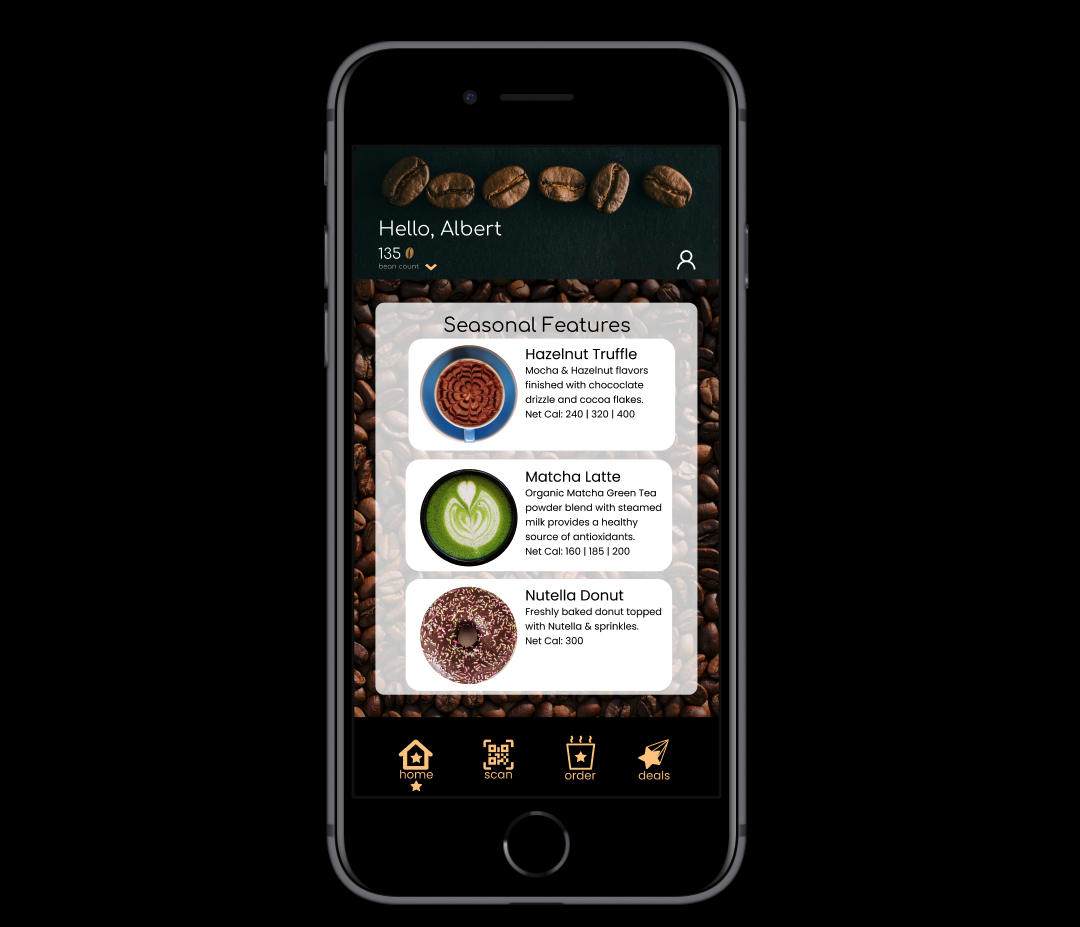 Hello, Albert
135
bean count
Seasonal Features
Hazelnut Truffle
Mocha & Hazelnut flavors
finished with chococlate
drizzle and cocoa flakes.
Net Cal: 240 | 320 | 400
Matcha Latte
Organic Matcha Green Tea
powder blend with steamed
milk provides a healthy
source of antioxidants.
Net Cal: 160 | 185 | 200
Nutella Donut
Freshly baked donut topped
with Nutella & sprinkles.
Net Cal: 300
home scan order deals